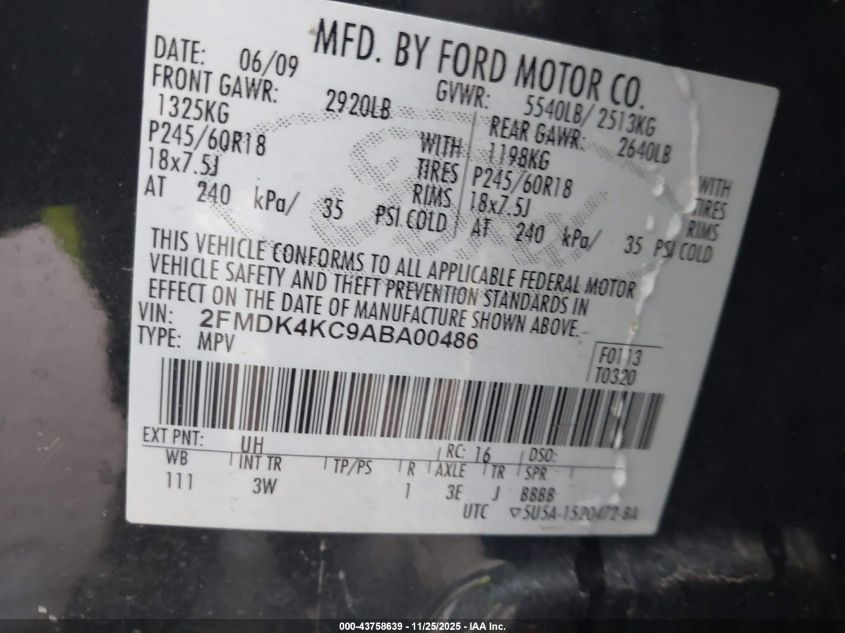 MFD. BY FORD MOTOR CO.
DATE: 06/09 GVWR: 5540LB/ 2513KG
FRONT GAWR: 2920LB REAR GAWR: 2640LB
1325KG WITH 1198KG WITH
P245/60R18 TIRES P245/60R18 TIRES
18x7.5J RIMS 18x7.5J RIMS
AT 240 kPa/ 35 PSI COLD AT 240 kPa/ 35 PSI COLD
THIS VEHICLE CONFORMS TO ALL APPLICABLE FEDERAL MOTOR
VEHICLE SAFETY AND THEFT PREVENTION STANDARDS IN
EFFECT ON THE DATE OF MANUFACTURE SHOWN ABOVE.
VIN: 2FMDK4KC9ABA00486
TYPE: MPV
F0113
T0320
EXT PNT: UH RC: 16 DSO:
WB INT TR TP/PS R AXLE TR SPR
111 3W 1 3E J BBBB
UTC ▽5U5A-1520472-BA
000-43758639 - 11/25/2025 - IAA Inc.